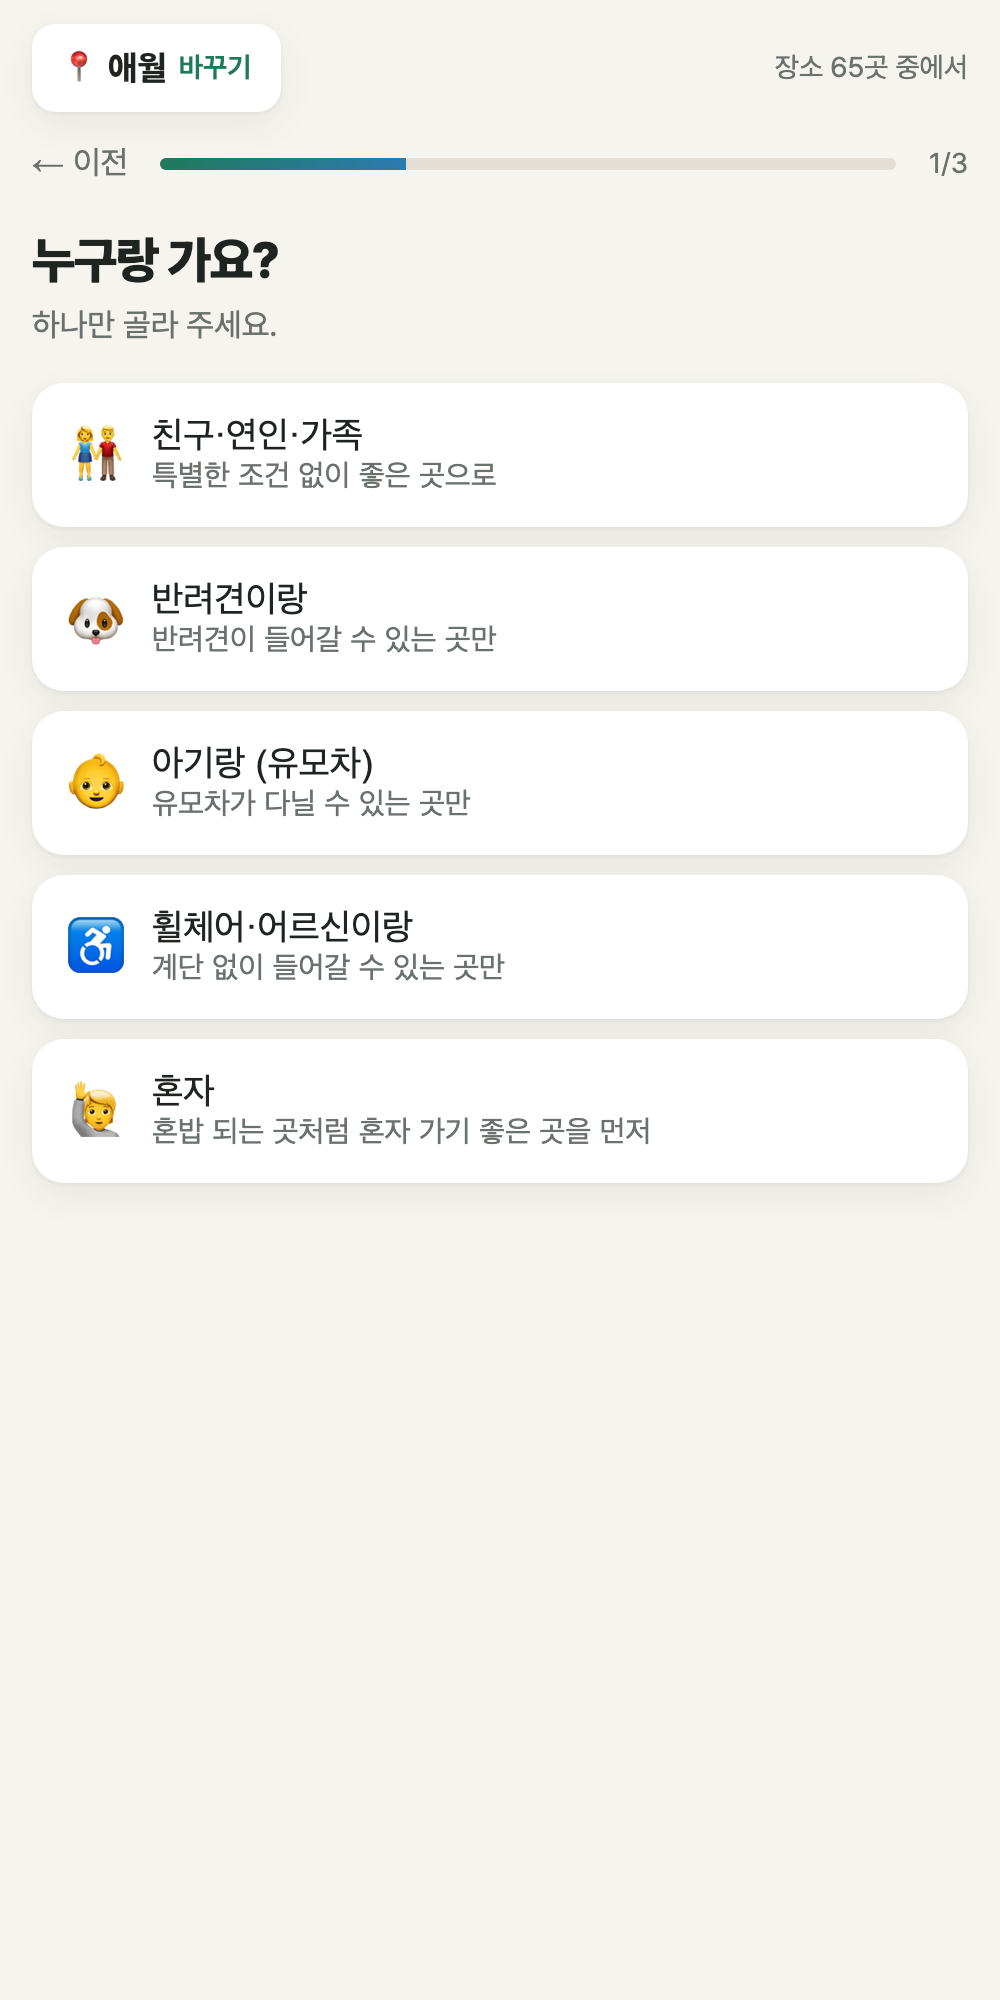 애월 바꾸기
장소 65곳 중에서
← 이전
1/3
누구랑 가요?
하나만 골라 주세요.
친구·연인·가족
특별한 조건 없이 좋은 곳으로
반려견이랑
반려견이 들어갈 수 있는 곳만
아기랑 (유모차)
유모차가 다닐 수 있는 곳만
휠체어·어르신이랑
계단 없이 들어갈 수 있는 곳만
혼자
혼밥 되는 곳처럼 혼자 가기 좋은 곳을 먼저